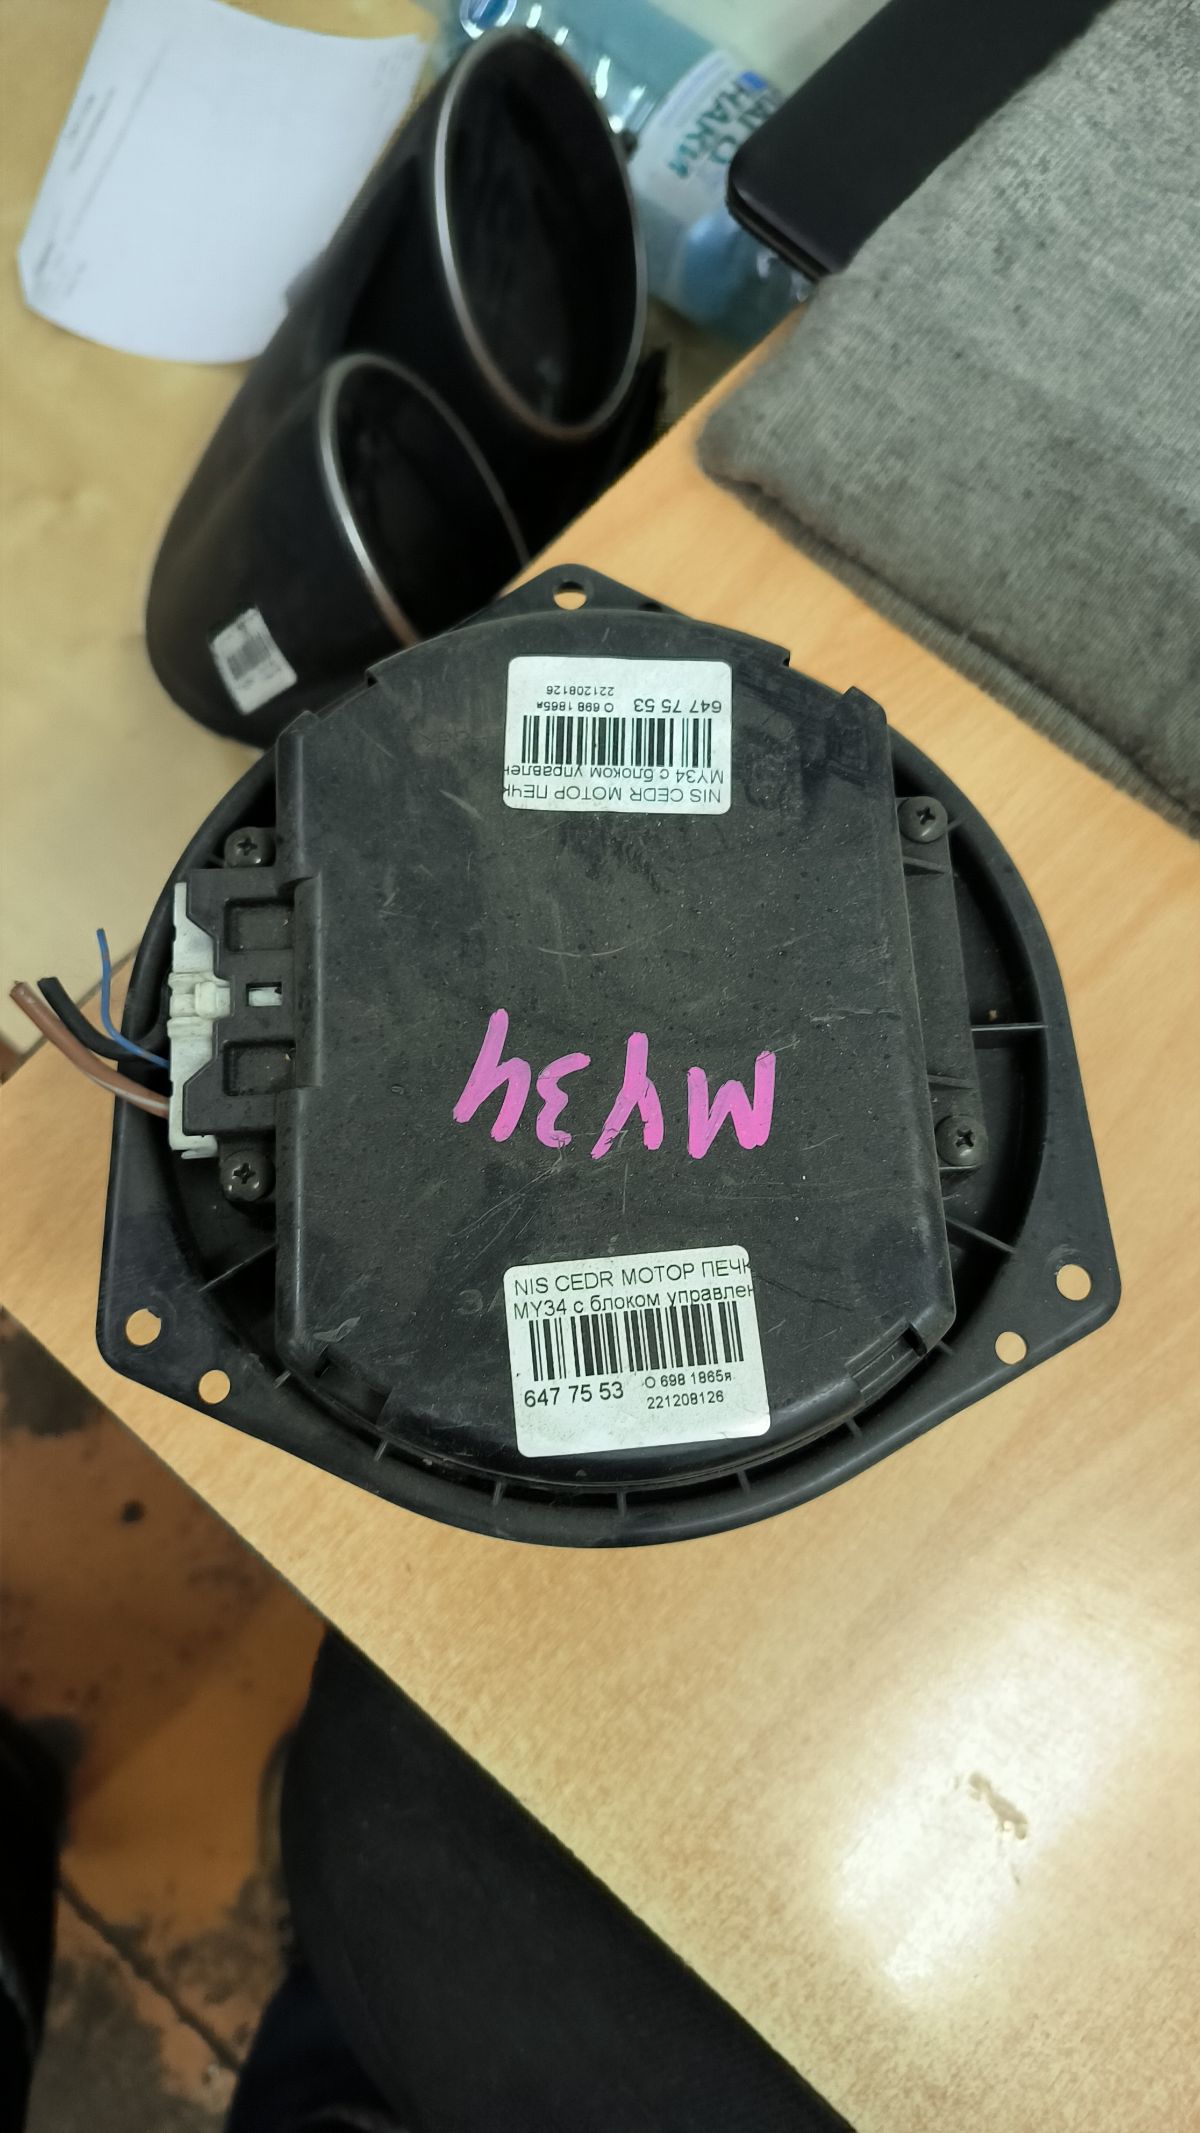 NIS CEDR МОТОР ПЕЧК
MY34 с блоком управлен
647 75 53
O 698 1865я
221208126
MY34
NIS CEDR МОТОР ПЕЧК
MY34 с блоком управлен
647 75 53
O 698 1865я
221208126